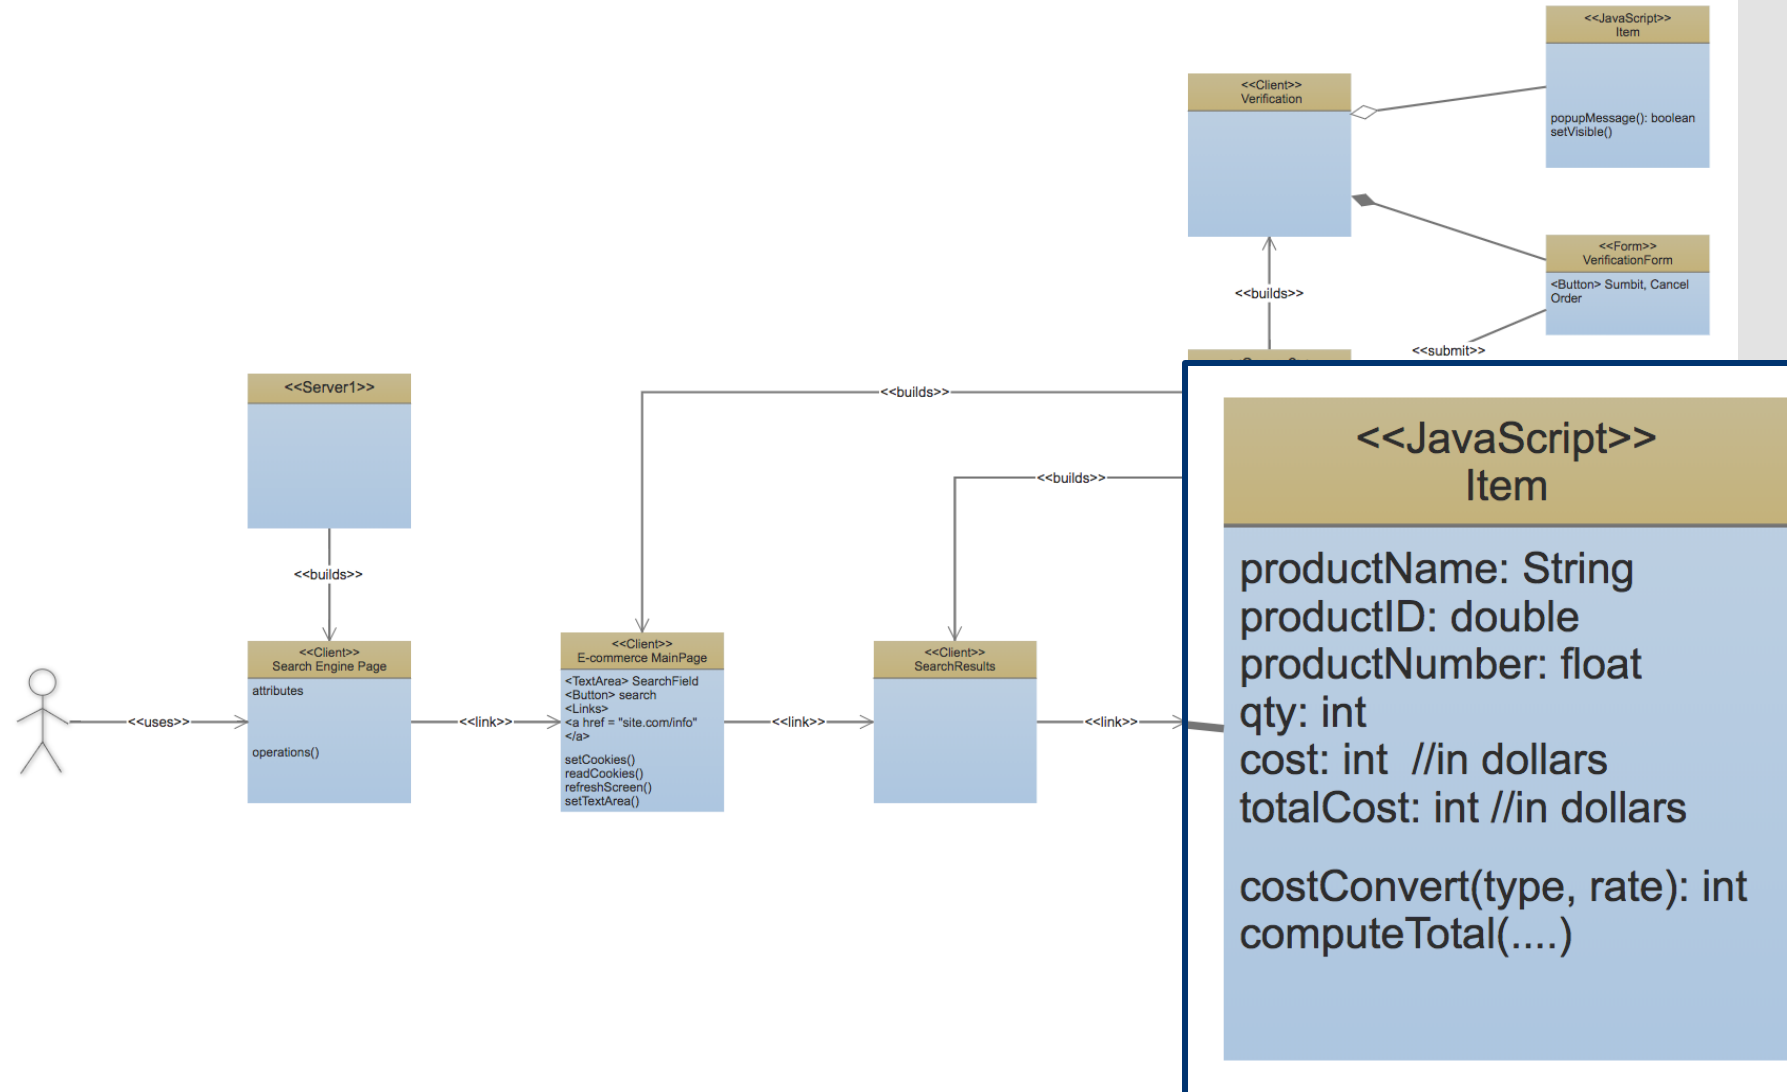 <<JavaScript>>
Item
popupMessage(): boolean
setVisible()
<<Client>>
Verification
<<Form>>
VerificationForm
<Button> Sumbit, Cancel
Order
<<builds>>
<<submit>>
<<Server1>>
<<builds>>
<<builds>>
<<builds>>
<<uses>>
<<Client>>
Search Engine Page
attributes
operations()
<<link>>
<<Client>>
E-commerce MainPage
<TextArea> SearchField
<Button> search
<Links>
<a href = "site.com/info"
</a>
setCookies()
readCookies()
refreshScreen()
setTextArea()
<<link>>
<<Client>>
SearchResults
<<link>>
<<JavaScript>>
Item
productName: String
productID: double
productNumber: float
qty: int
cost: int //in dollars
totalCost: int //in dollars
costConvert(type, rate): int
computeTotal(....)